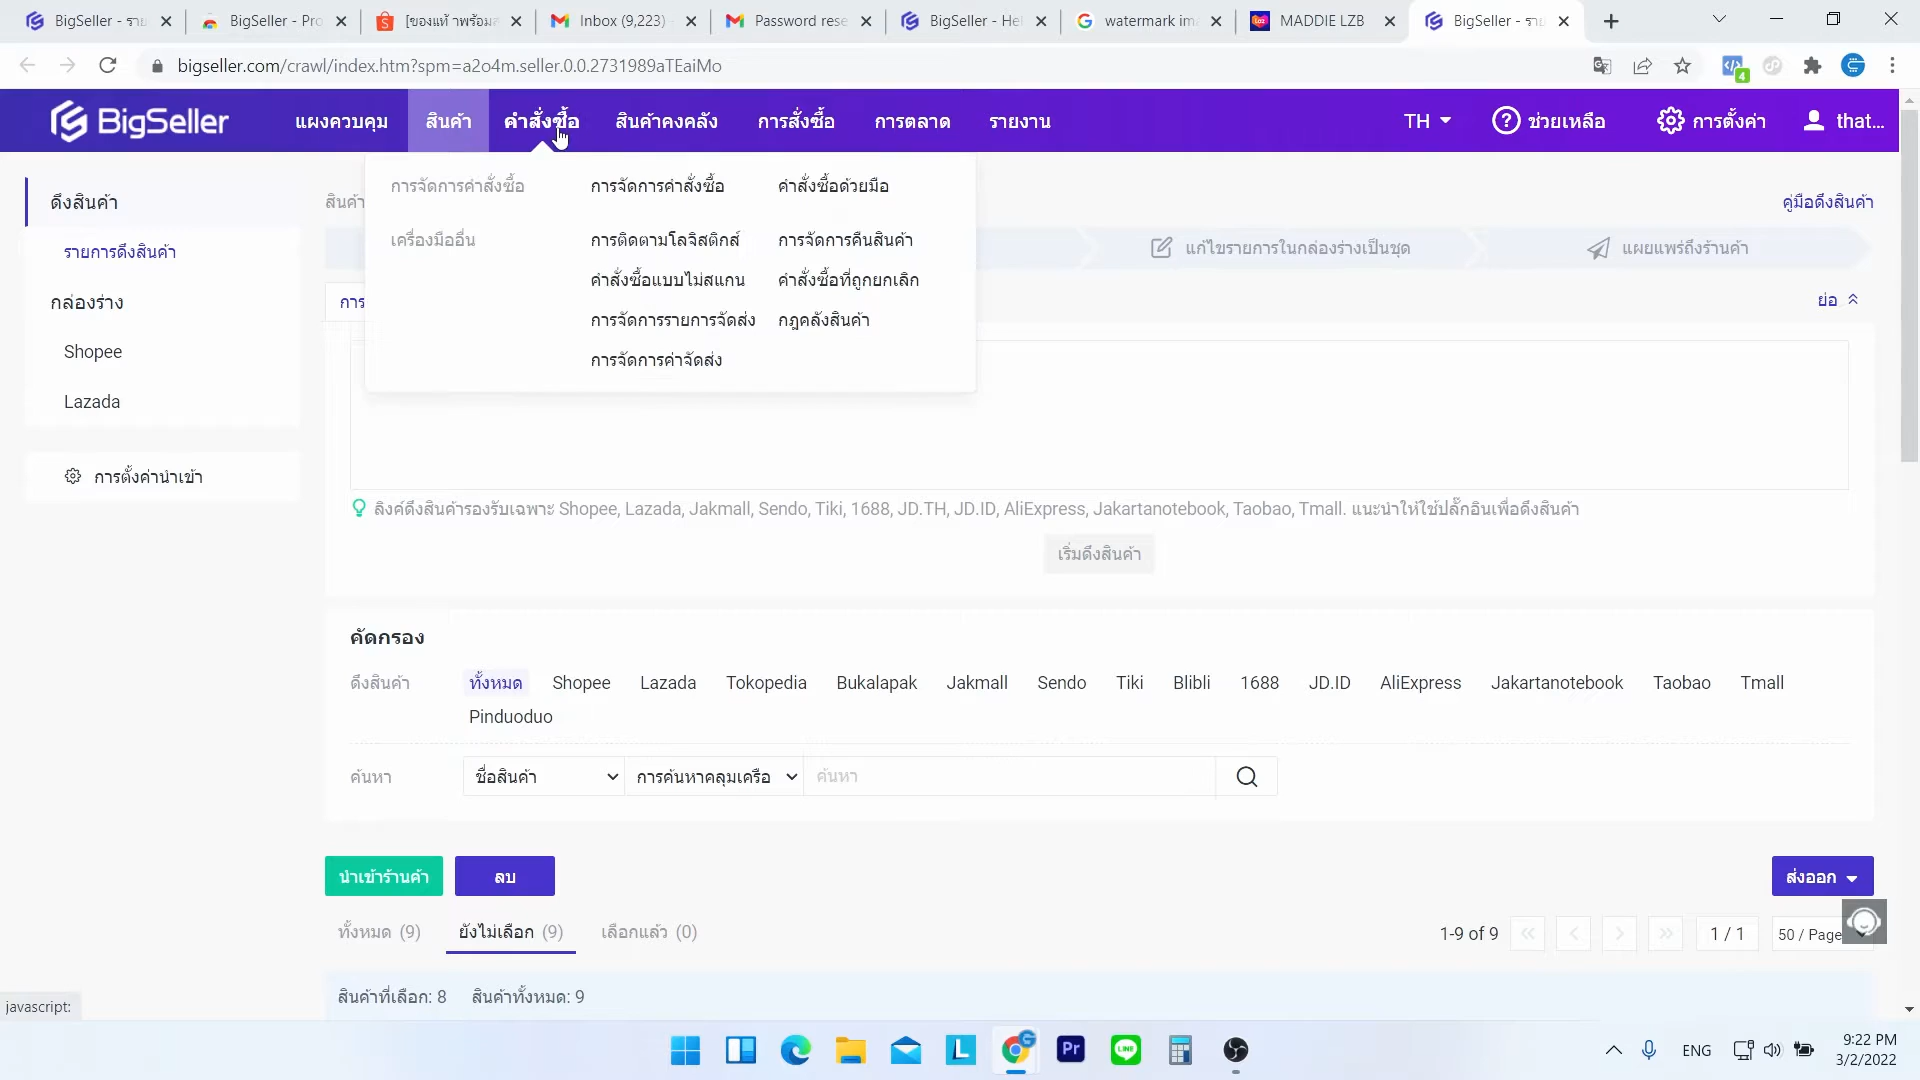 BigSeller - ราย
BigSeller - Pro
[ของแท้ าพร้อมส
Inbox (9,223)
Password rese
BigSeller - Hel
watermark im
MADDIE LZB
BigSeller - ราย
bigseller.com/crawl/index.htm?spm=a2o4m.seller.0.0.2731989aTEaiMo
4
BigSeller
แผงควบคุม
สินค้า
คำสั่งซื้อ
สินค้าคงคลัง
การสั่งซื้อ
การตลาด
รายงาน
TH
ช่วยเหลือ
การตั้งค่า
that...
การจัดการคำสั่งซื้อ
การจัดการคำสั่งซื้อ
คำสั่งซื้อด้วยมือ
เครื่องมืออื่น
การติดตามโลจิสติกส์
การจัดการคืนสินค้า
คำสั่งซื้อแบบไม่สแกน
คำสั่งซื้อที่ถูกยกเลิก
การจัดการรายการจัดส่ง
กฎคลังสินค้า
การจัดการค่าจัดส่ง
ดึงสินค้า
รายการดึงสินค้า
กล่องร่าง
Shopee
Lazada
การตั้งค่านำเข้า
สินค้า
คู่มือดึงสินค้า
แก้ไขรายการในกล่องร่างเป็นชุด
เผยแพร่ถึงร้านค้า
การ
ย่อ
ลิงค์ดึงสินค้ารองรับเฉพาะ Shopee, Lazada, Jakmall, Sendo, Tiki, 1688, JD.TH, JD.ID, AliExpress, Jakartanotebook, Taobao, Tmall. แนะนำให้ใช้ปลั๊กอินเพื่อดึงสินค้า
เริ่มดึงสินค้า
คัดกรอง
ดึงสินค้า
ทั้งหมด
Shopee
Lazada
Tokopedia
Bukalapak
Jakmall
Sendo
Tiki
Blibli
1688
JD.ID
AliExpress
Jakartanotebook
Taobao
Tmall
Pinduoduo
ค้นหา
ชื่อสินค้า
การค้นหาคลุมเครือ
ค้นหา
นำเข้าร้านค้า
ลบ
ส่งออก
ทั้งหมด (9)
ยังไม่เลือก (9)
เลือกแล้ว (0)
1-9 of 9
1 / 1
50 / Page
สินค้าที่เลือก: 8
สินค้าทั้งหมด: 9
javascript:
L
Pr
LINE
ENG
9:22 PM
3/2/2022